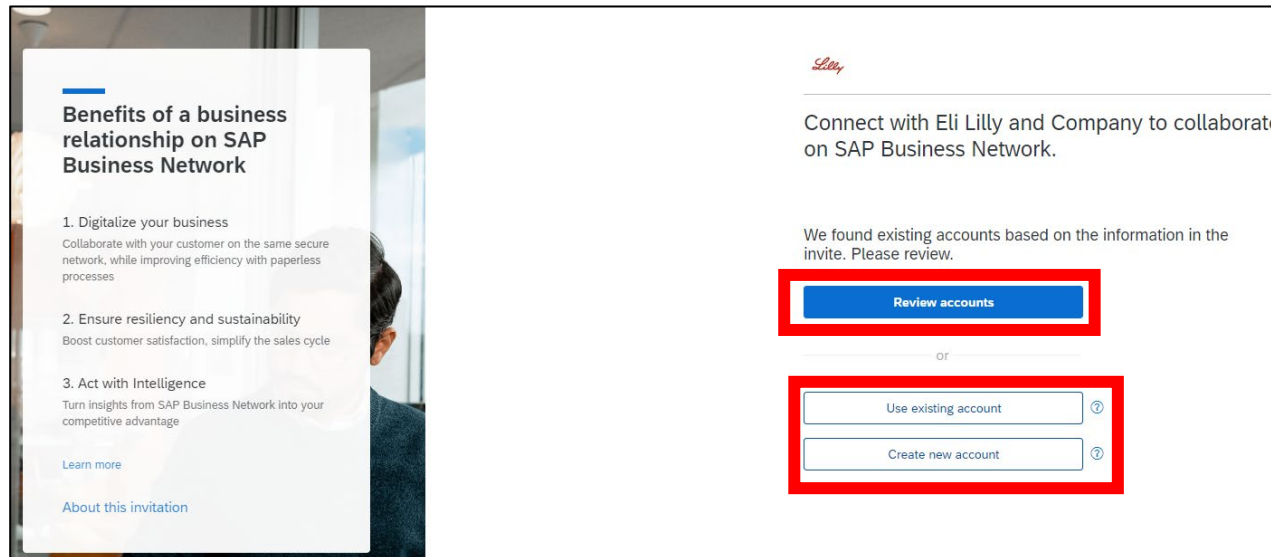 Benefits of a business
relationship on SAP
Business Network
1. Digitalize your business
Collaborate with your customer on the same secure
network, while improving efficiency with paperless
processes
2. Ensure resiliency and sustainability
Boost customer satisfaction, simplify the sales cycle
3. Act with Intelligence
Turn insights from SAP Business Network into your
competitive advantage
Learn more
About this invitation
Lilly
Connect with Eli Lilly and Company to collaborate
on SAP Business Network.
We found existing accounts based on the information in the
invite. Please review.
Review accounts
or
Use existing account ?
Create new account ?